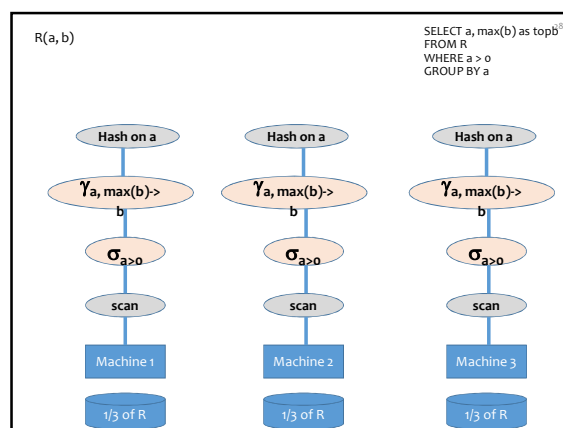 R(a, b)
SELECT a, max(b) as topb
FROM R
WHERE a > 0
GROUP BY a
Hash on a Hash on a Hash on a
γa, max(b)-> γa, max(b)-> γa, max(b)->
b b b
σa>0 σa>0 σa>0
scan scan scan
Machine 1 Machine 2 Machine 3
1/3 of R 1/3 of R 1/3 of R